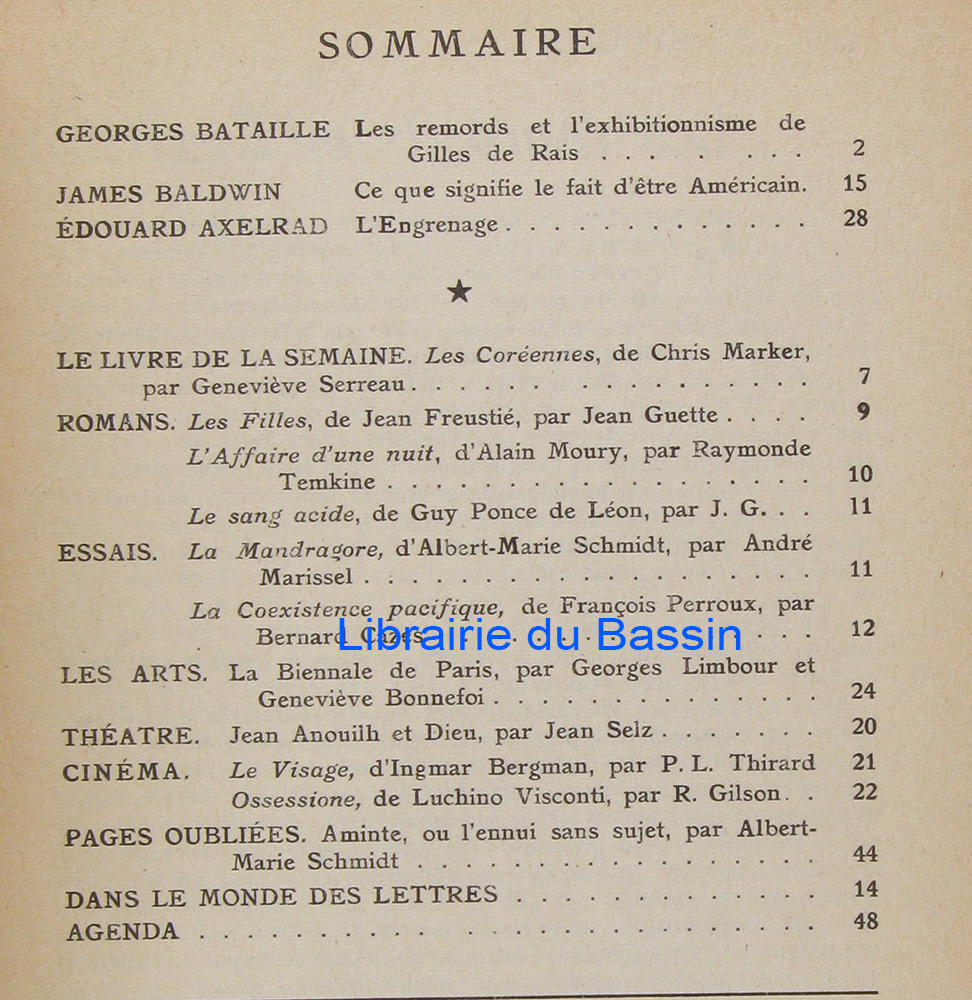 SOMMAIRE
GEORGES BATAILLE Les remords et l'exhibitionnisme de
Gilles de Rais . . . . . . . 2
JAMES BALDWIN Ce que signifie le fait d'être Américain. 15
ÉDOUARD AXELRAD L'Engrenage . . . . . . . . . . . . . 28
★
LE LIVRE DE LA SEMAINE. Les Coréennes, de Chris Marker,
par Geneviève Serreau . . . . . . . . . . . . . . . . 7
ROMANS. Les Filles, de Jean Freustié, par Jean Guette . . . . 9
L'Affaire d'une nuit, d'Alain Moury, par Raymonde
Temkine . . . . . . . . . . . . . . . . . . 10
Le sang acide, de Guy Ponce de Léon, par J. G. . . 11
ESSAIS. La Mandragore, d'Albert-Marie Schmidt, par André
Marissel . . . . . . . . . . . . . . . . . . 11
La Coexistence pacifique, de François Perroux, par
Bernard Cazes . . . . . . . . . . . . . . . 12
Librairie du Bassin
LES ARTS. La Biennale de Paris, par Georges Limbour et
Geneviève Bonnefoi . . . . . . . . . . . . . 24
THÉATRE. Jean Anouilh et Dieu, par Jean Selz . . . . . . . 20
CINÉMA. Le Visage, d'Ingmar Bergman, par P. L. Thirard 21
Ossessione, de Luchino Visconti, par R. Gilson . . 22
PAGES OUBLIÉES. Aminte, ou l'ennui sans sujet, par Albert-
Marie Schmidt . . . . . . . . . . . . . . . . 44
DANS LE MONDE DES LETTRES . . . . . . . . . . . . 14
AGENDA . . . . . . . . . . . . . . . . . . . . . . . 48